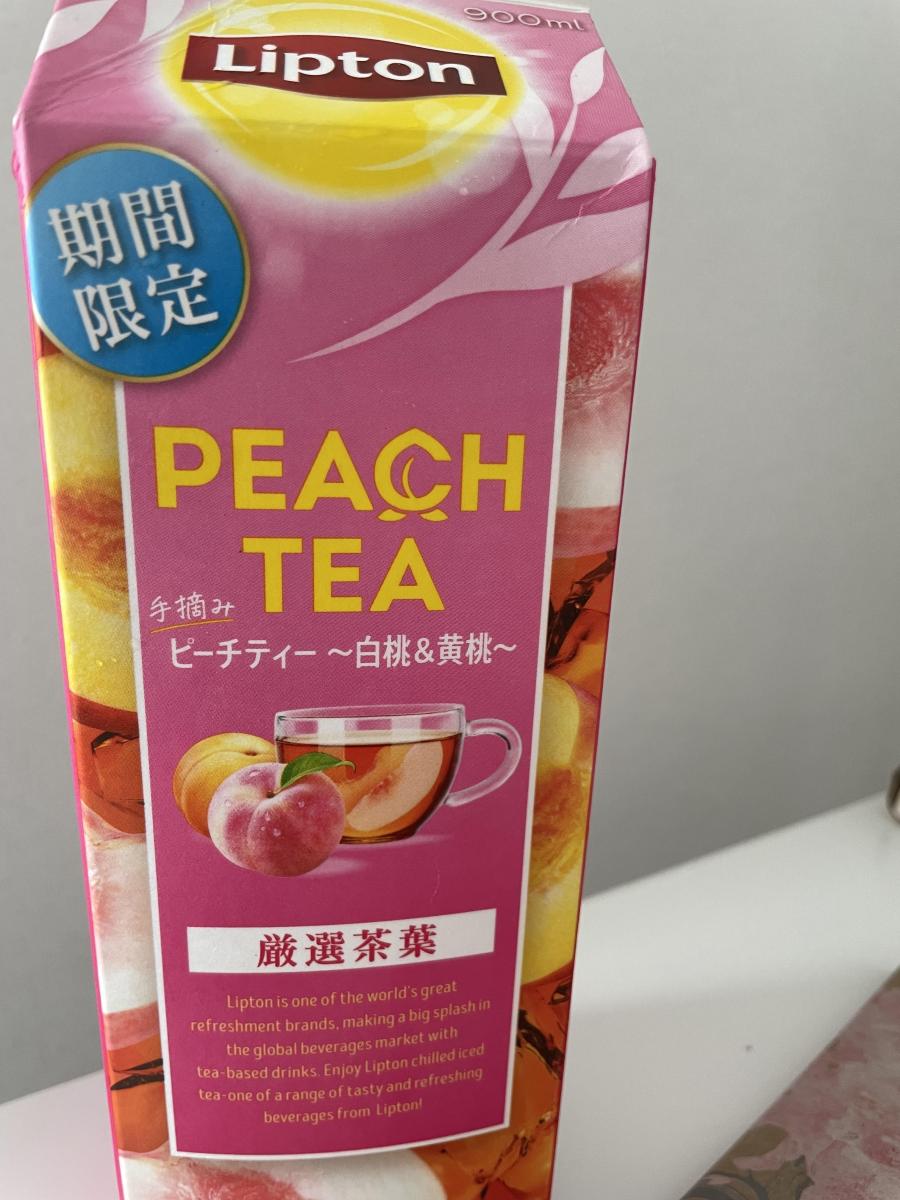 900ml
Lipton
期間
限定
PEACH
TEA
手摘み
ピーチティー ～白桃&黄桃～
厳選茶葉
Lipton is one of the world's great
refreshment brands, making a big splash in
the global beverages market with
tea-based drinks. Enjoy Lipton chilled iced
tea-one of a range of tasty and refreshing
beverages from Lipton!